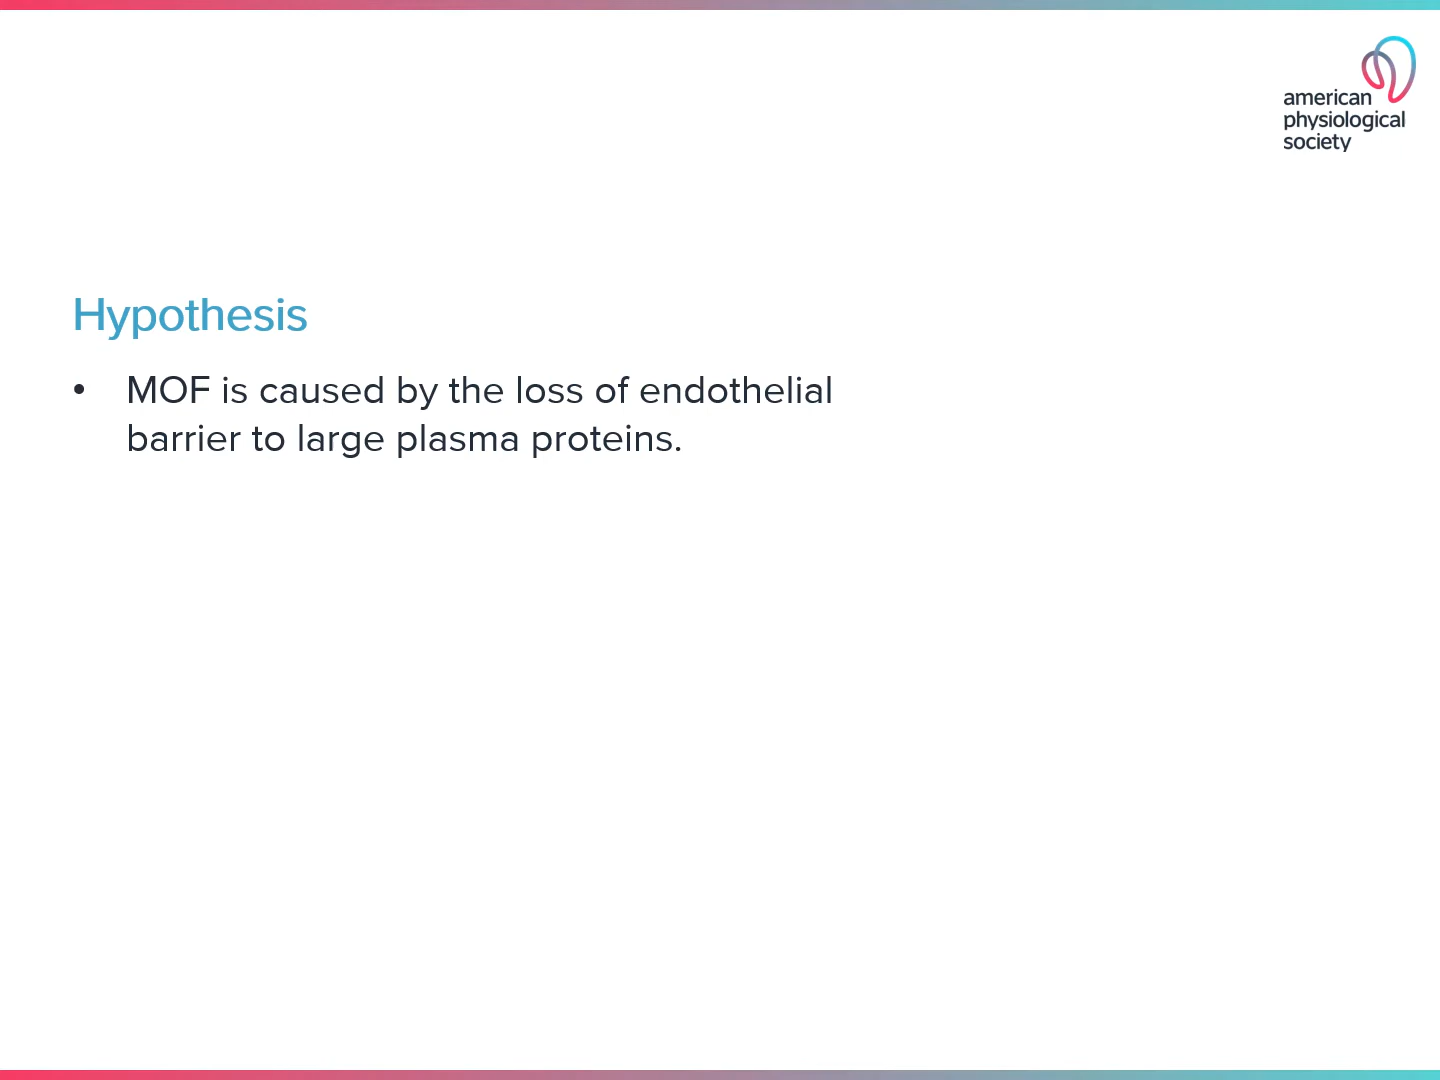 american
physiological
society
Hypothesis
• MOF is caused by the loss of endothelial
barrier to large plasma proteins.